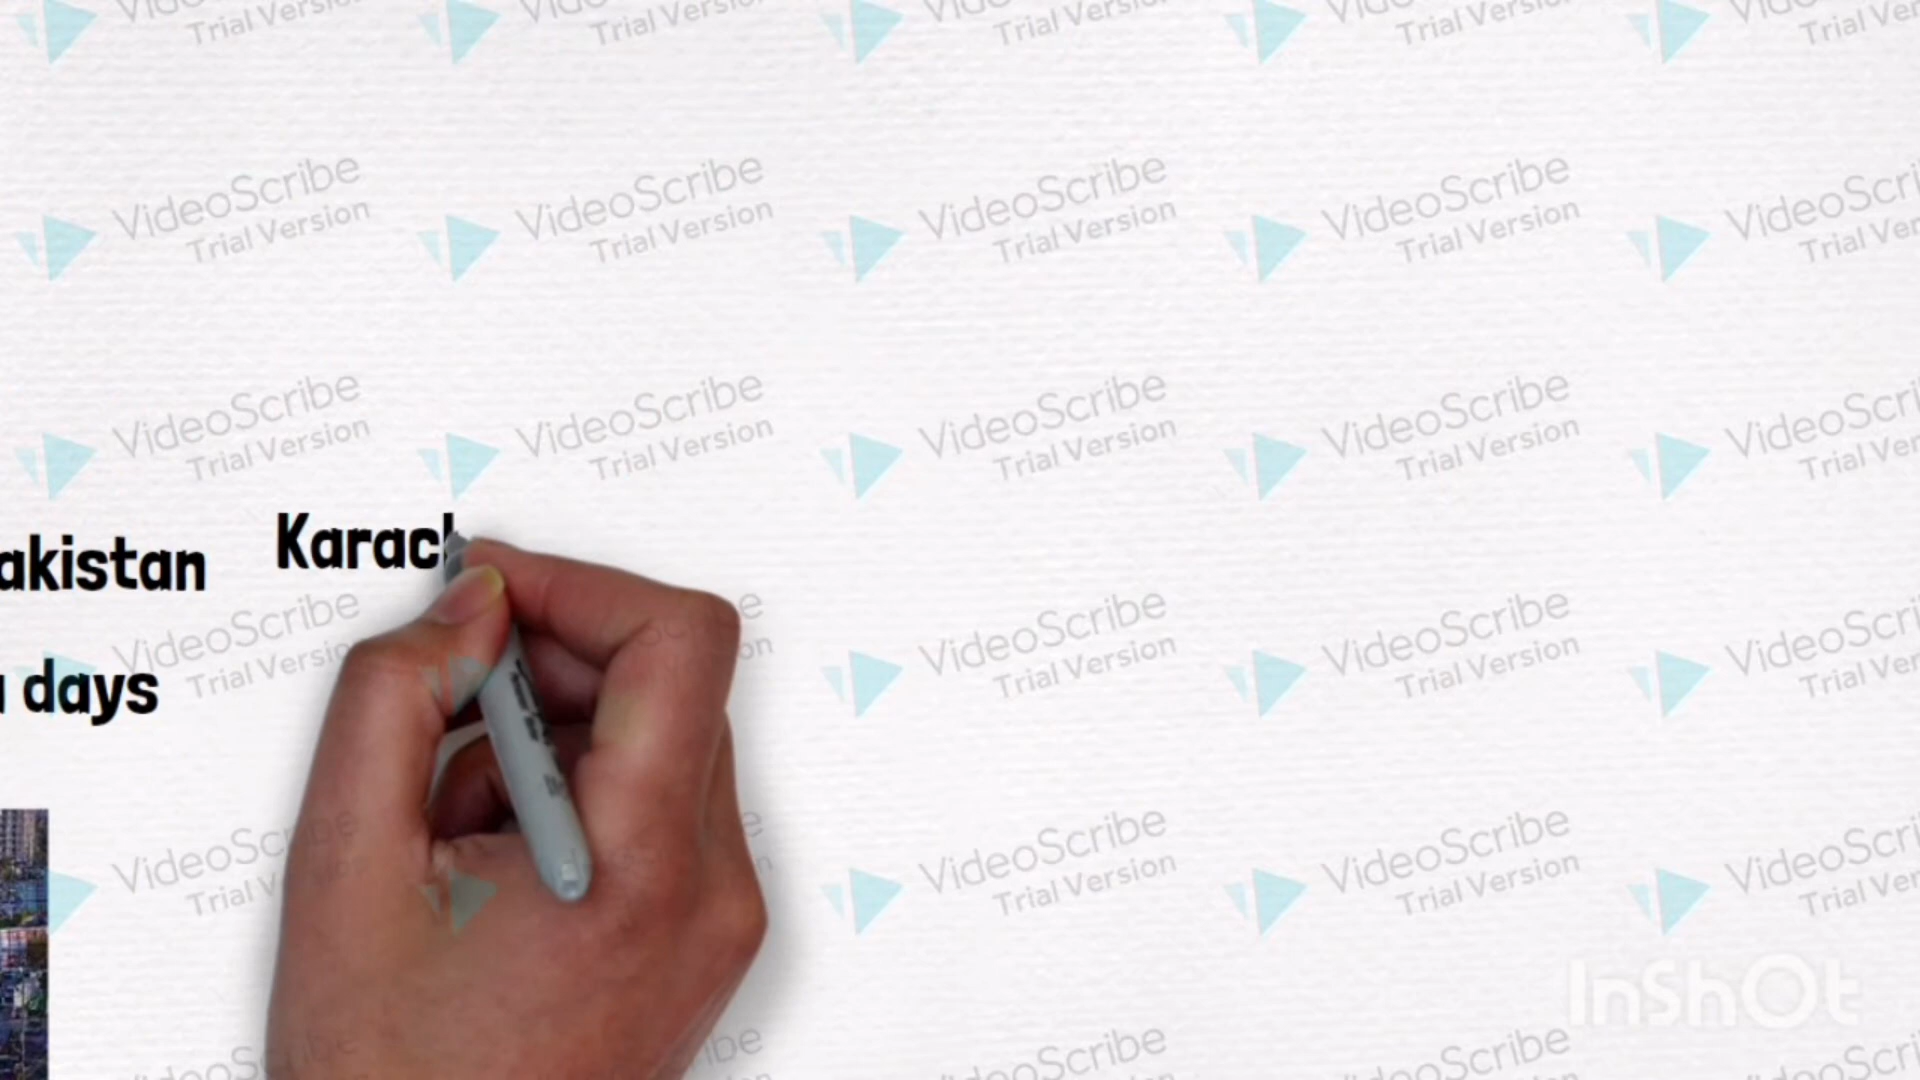 VideoScribe
Trial Version
Karac
akistan
days
InShOt